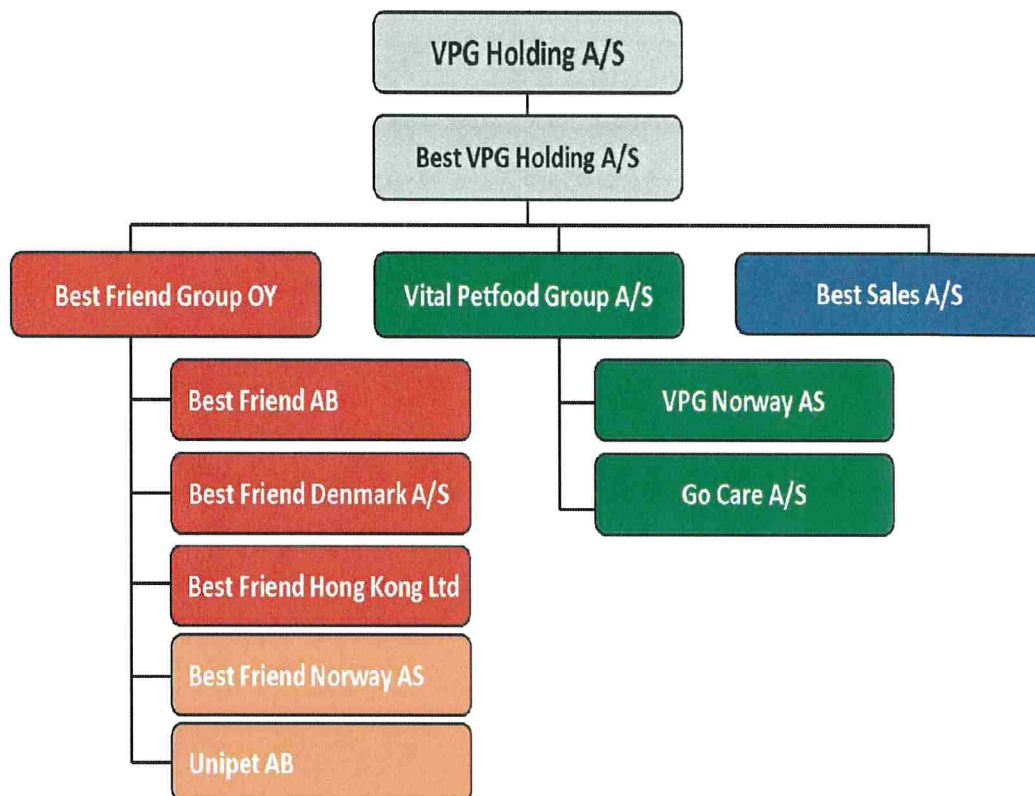 VPG Holding A/S
Best VPG Holding A/S
Best Friend Group OY
Vital Petfood Group A/S
Best Sales A/S
Best Friend AB
Best Friend Denmark A/S
Best Friend Hong Kong Ltd
Best Friend Norway AS
Unipet AB
VPG Norway AS
Go Care A/S